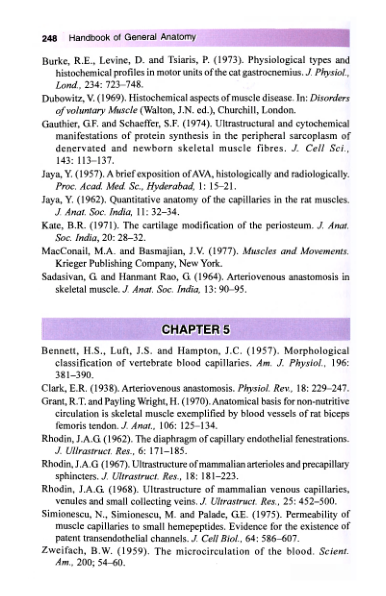 248 Handbook of General Anatomy
Burke, R.E., Levine, D. and Tsiaris, P. (1973). Physiological types and
histochemical profiles in motor units of the cat gastrocnemius. J. Physiol.,
Lond., 234: 723–748.
Dubowitz, V. (1969). Histochemical aspects of muscle disease. In: Disorders
of voluntary Muscle (Walton, J.N. ed.), Churchill, London.
Gauthier, G.F. and Schaeffer, S.F. (1974). Ultrastructural and cytochemical
manifestations of protein synthesis in the peripheral sarcoplasm of
denervated and newborn skeletal muscle fibres. J. Cell Sci.,
143: 113–137.
Jaya, Y. (1957). A brief exposition of AVA, histologically and radiologically.
Proc. Acad. Med. Sc., Hyderabad, 1: 15–21.
Jaya, Y. (1962). Quantitative anatomy of the capillaries in the rat muscles.
J. Anat. Soc. India, 11: 32–34.
Kate, B.R. (1971). The cartilage modification of the periosteum. J. Anat.
Soc. India, 20: 28–32.
MacConail, M.A. and Basmajian, J.V. (1977). Muscles and Movements.
Krieger Publishing Company, New York.
Sadasivan, G. and Hanmant Rao, G. (1964). Arteriovenous anastomosis in
skeletal muscle. J. Anat. Soc. India, 13: 90–95.
CHAPTER 5
Bennett, H.S., Luft, J.S. and Hampton, J.C. (1957). Morphological
classification of vertebrate blood capillaries. Am. J. Physiol., 196:
381–390.
Clark, E.R. (1938). Arteriovenous anastomosis. Physiol. Rev., 18: 229–247.
Grant, R.T. and Payling Wright, H. (1970). Anatomical basis for non-nutritive
circulation is skeletal muscle exemplified by blood vessels of rat biceps
femoris tendon. J. Anat., 106: 125–134.
Rhodin, J.A.G. (1962). The diaphragm of capillary endothelial fenestrations.
J. Ullrastruct. Res., 6: 171–185.
Rhodin, J.A.G. (1967). Ultrastructure of mammalian arterioles and precapillary
sphincters. J. Ultrastruct. Res., 18: 181–223.
Rhodin, J.A.G. (1968). Ultrastructure of mammalian venous capillaries,
venules and small collecting veins. J. Ultrastruct. Res., 25: 452–500.
Simionescu, N., Simionescu, M. and Palade, G.E. (1975). Permeability of
muscle capillaries to small hemepeptides. Evidence for the existence of
patent transendothelial channels. J. Cell Biol., 64: 586–607.
Zweifach, B.W. (1959). The microcirculation of the blood. Scient.
Am., 200; 54–60.